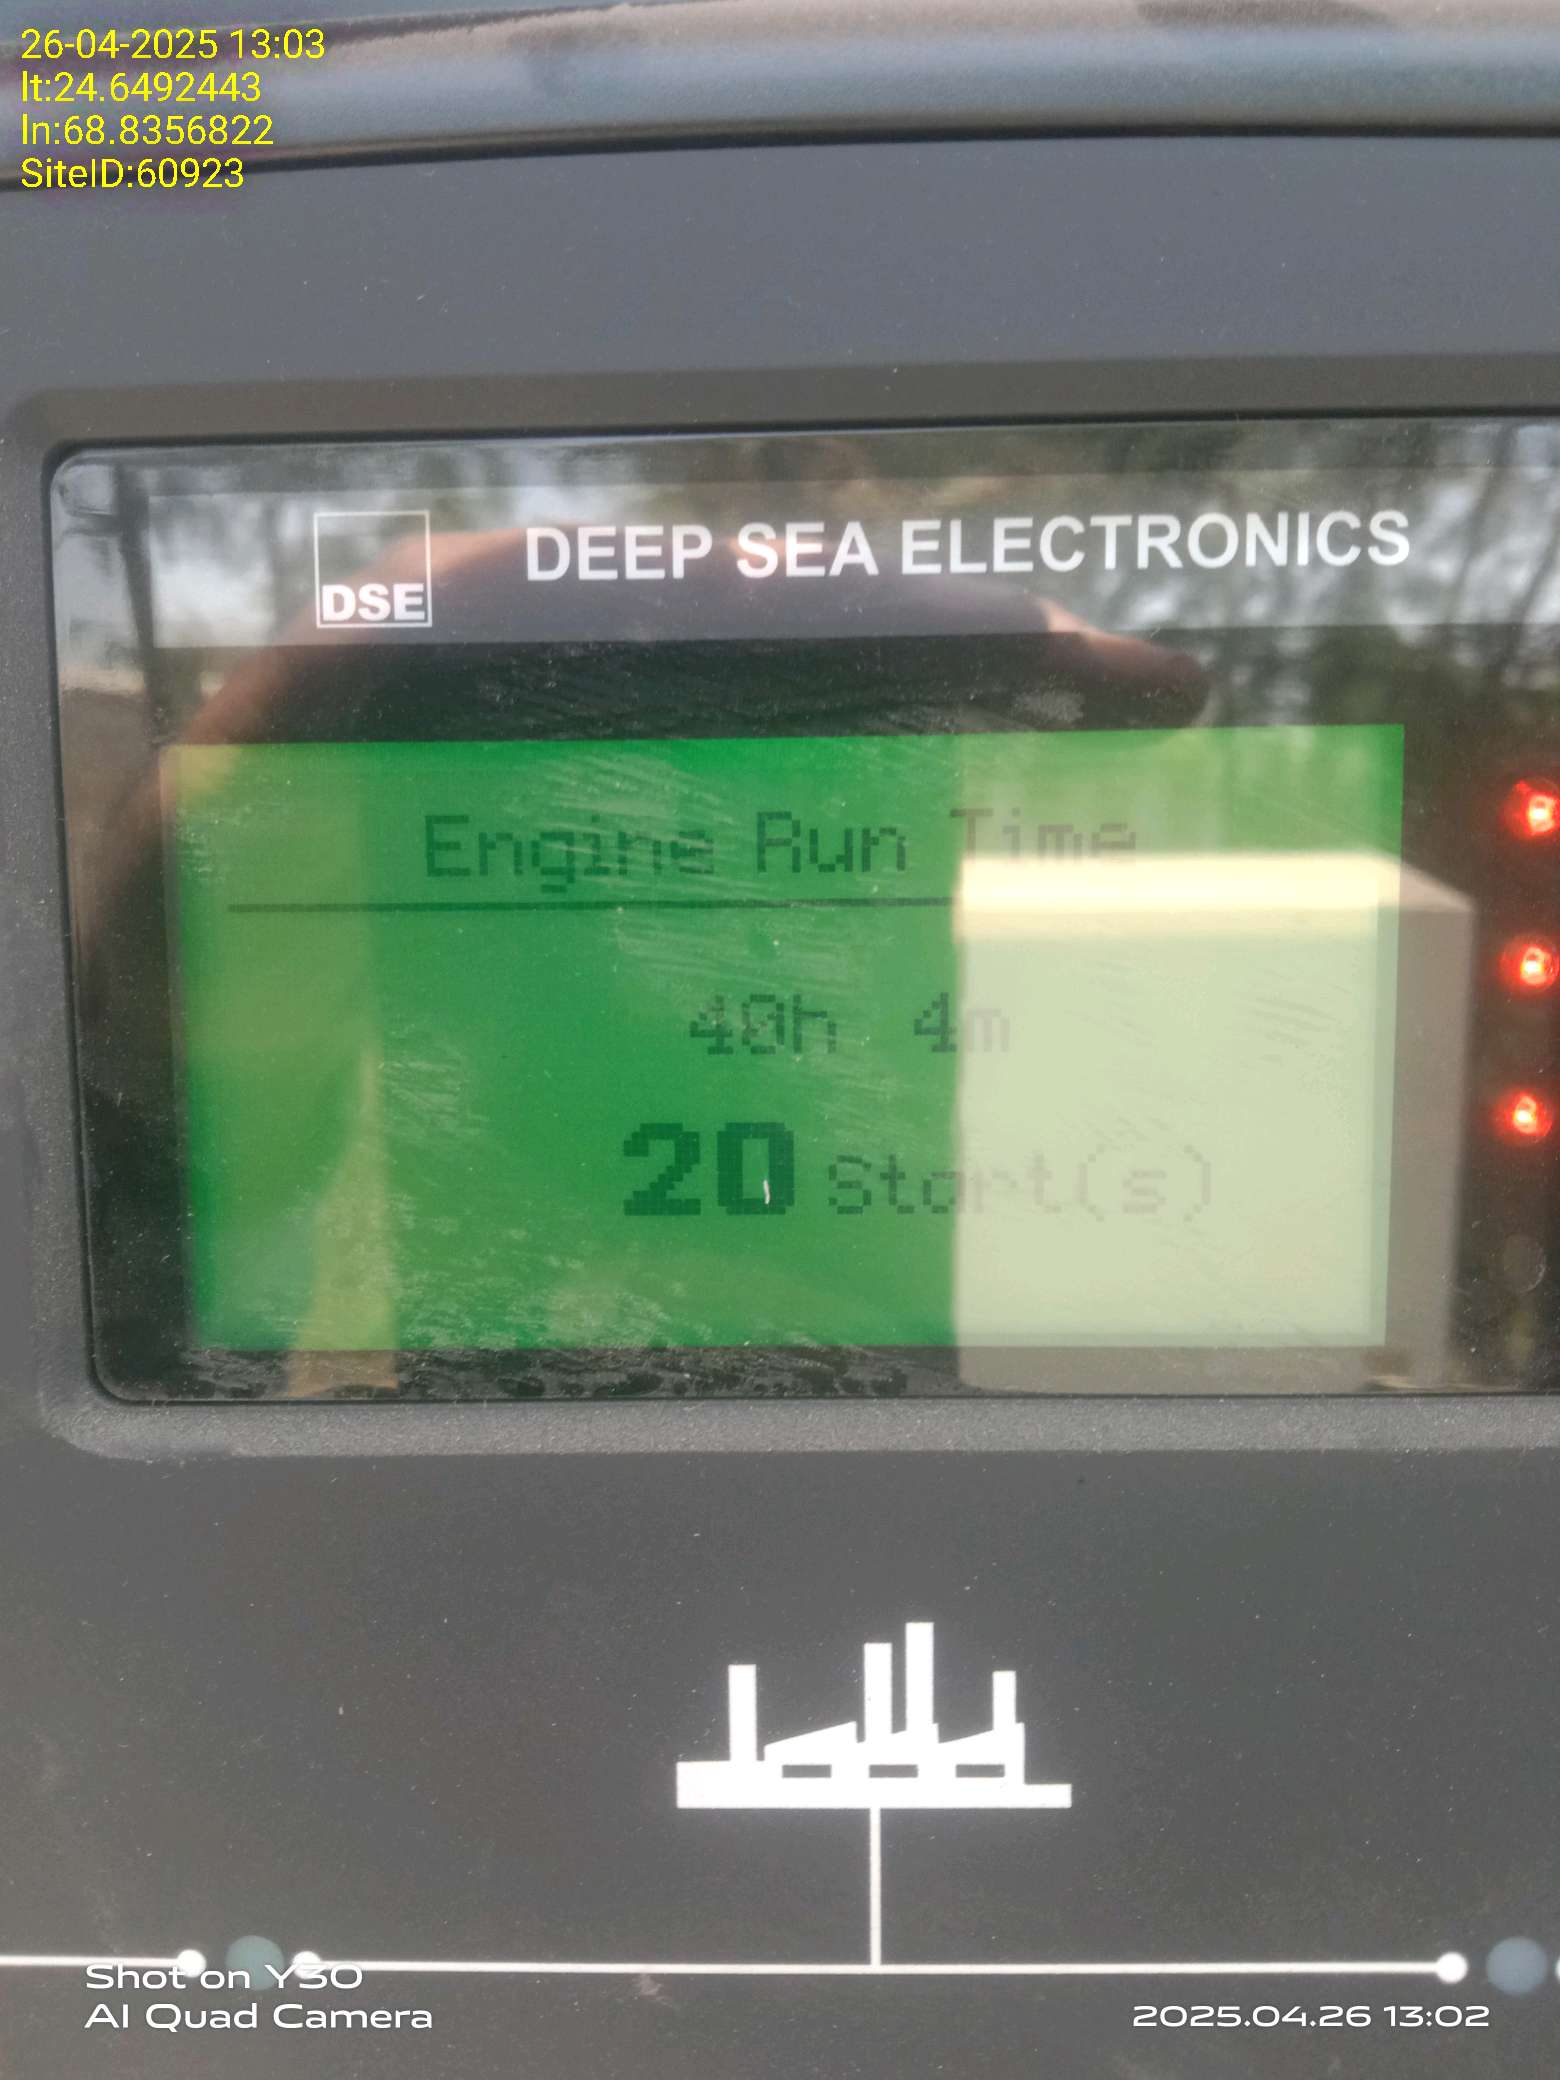 26-04-2025 13:03
lt:24.6492443
ln:68.8356822
SiteID:60923
DSE
DEEP SEA ELECTRONICS
Engine Run Time
40h 4m
20 Start(s)
Shot on Y30
AI Quad Camera
2025.04.26 13:02